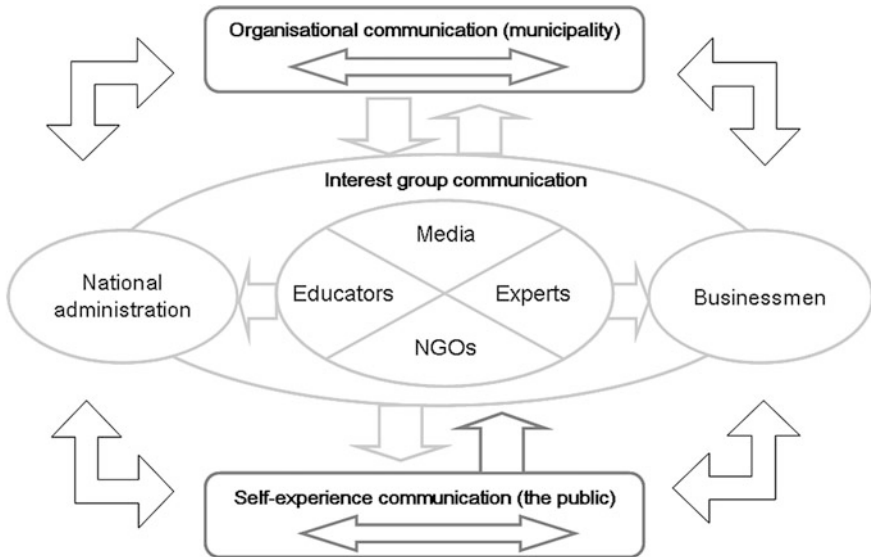 Organisational communication (municipality)
Interest group communication
Media
National
administration
Educators
Experts
Businessmen
NGOs
Self-experience communication (the public)